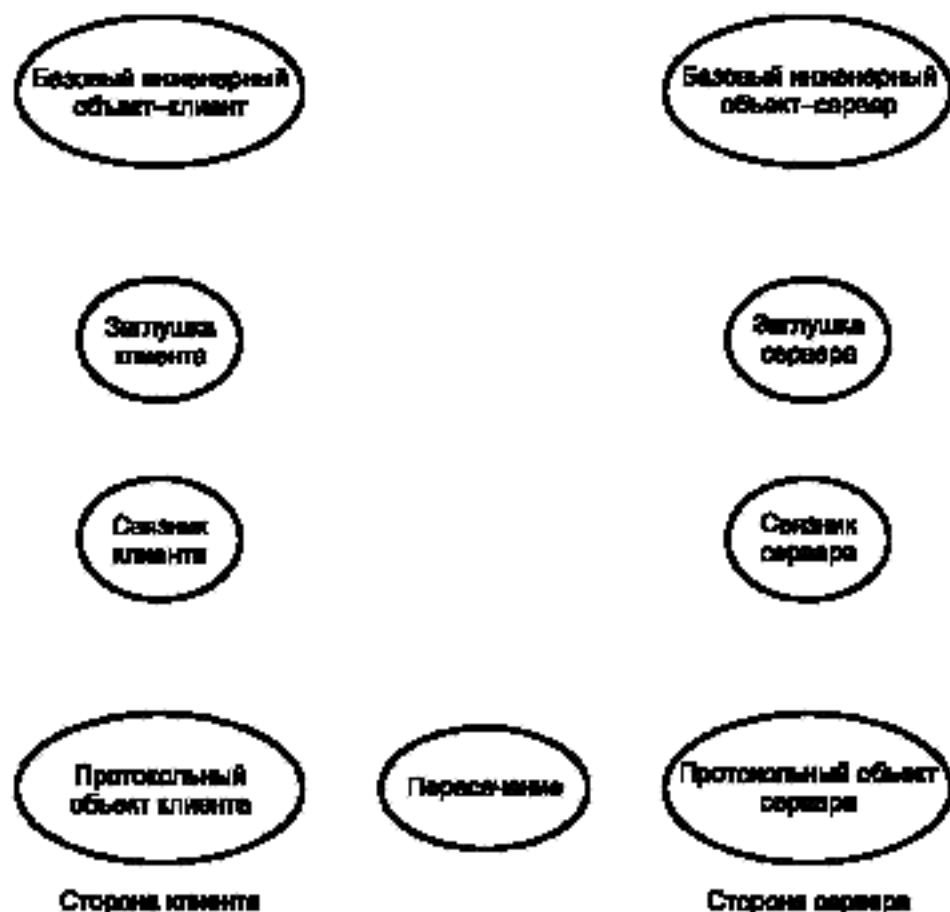 Базовый инженерный
объект–клиент
Базовый инженерный
объект–сервер
Заглушка
клиента
Заглушка
сервера
Связник
клиента
Связник
сервера
Протокольный
объект клиента
Пересечение
Протокольный объект
сервера
Сторона клиента
Сторона сервера